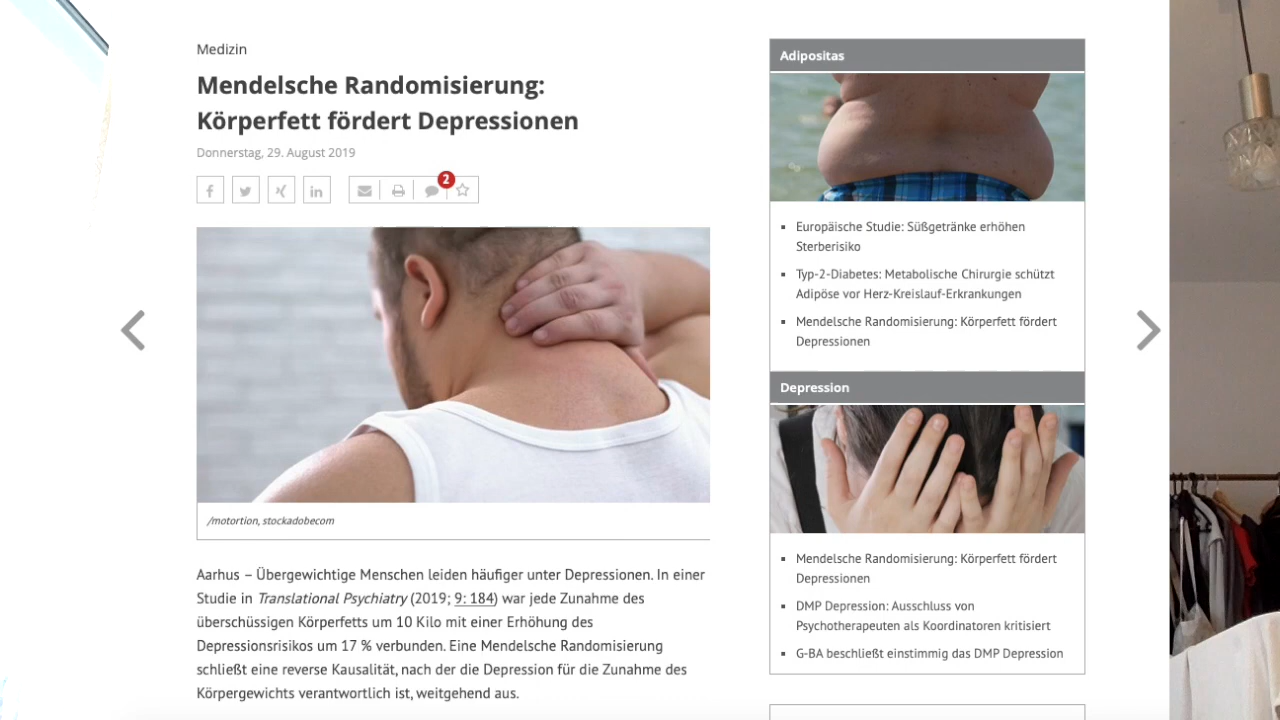 Medizin
Mendelsche Randomisierung:
Körperfett fördert Depressionen
Donnerstag, 29. August 2019
2
/motortion, stockadobecom
Aarhus – Übergewichtige Menschen leiden häufiger unter Depressionen. In einer
Studie in Translational Psychiatry (2019; 9: 184) war jede Zunahme des
überschüssigen Körperfetts um 10 Kilo mit einer Erhöhung des
Depressionsrisikos um 17 % verbunden. Eine Mendelsche Randomisierung
schließt eine reverse Kausalität, nach der die Depression für die Zunahme des
Körpergewichts verantwortlich ist, weitgehend aus.
Adipositas
Europäische Studie: Süßgetränke erhöhen
Sterberisiko
Typ-2-Diabetes: Metabolische Chirurgie schützt
Adipöse vor Herz-Kreislauf-Erkrankungen
Mendelsche Randomisierung: Körperfett fördert
Depressionen
Depression
Mendelsche Randomisierung: Körperfett fördert
Depressionen
DMP Depression: Ausschluss von
Psychotherapeuten als Koordinatoren kritisiert
G-BA beschließt einstimmig das DMP Depression